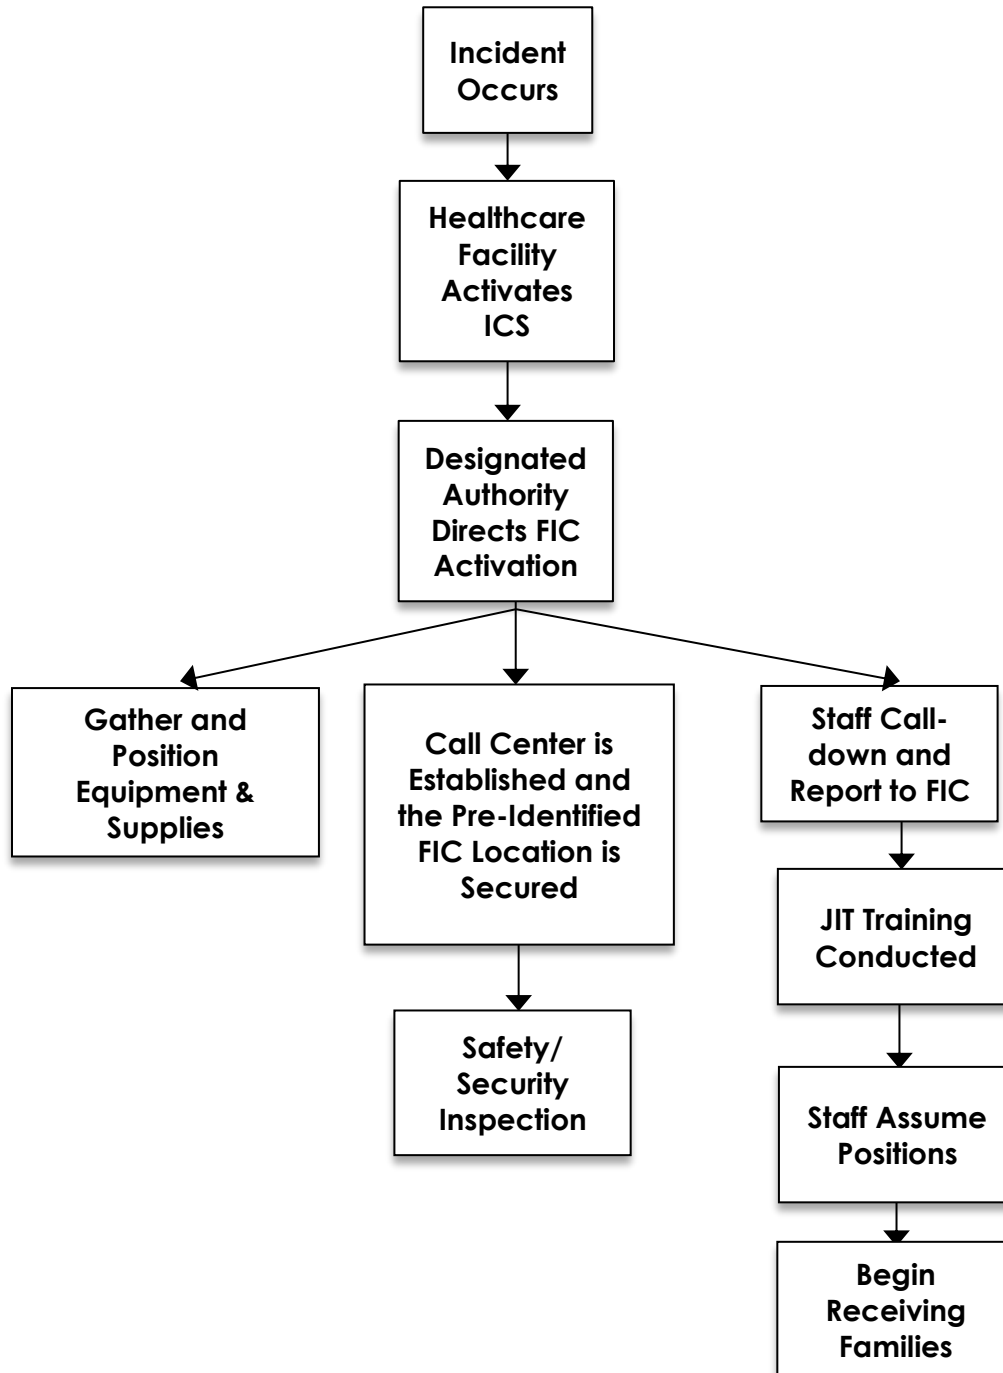 Incident
Occurs
Healthcare
Facility
Activates
ICS
Designated
Authority
Directs FIC
Activation
Gather and
Position
Equipment &
Supplies
Call Center is
Established and
the Pre-Identified
FIC Location is
Secured
Safety/
Security
Inspection
Staff Call-
down and
Report to FIC
JIT Training
Conducted
Staff Assume
Positions
Begin
Receiving
Families